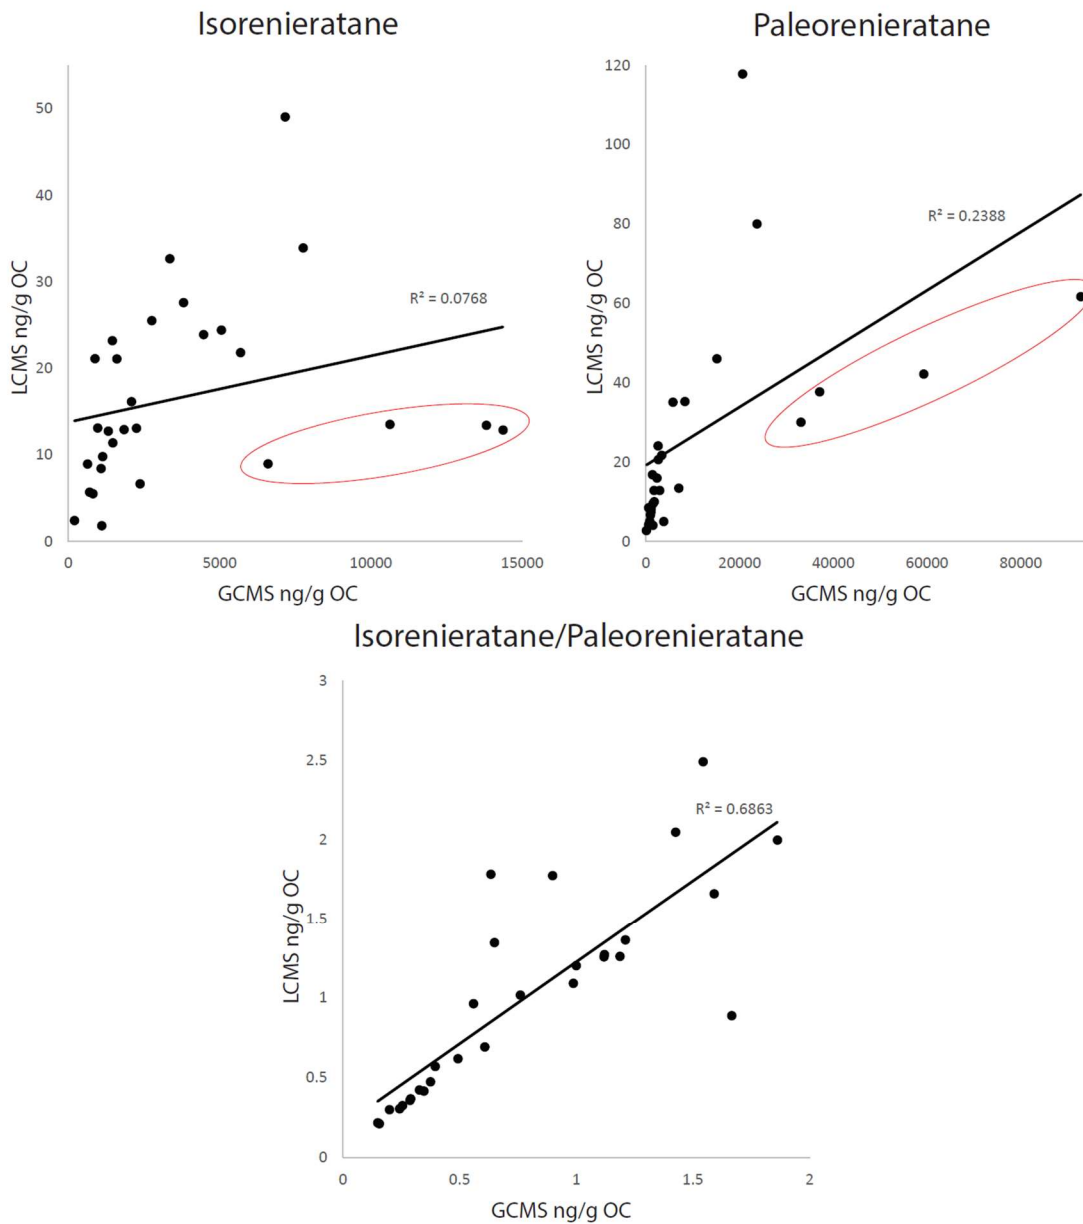 Isorenieratane
LCMS ng/g OC
50
40
30
20
10
0
R² = 0.0768
0 5000 10000 15000
GCMS ng/g OC
Paleorenieratane
LCMS ng/g OC
120
100
80
60
40
20
0
R² = 0.2388
0 20000 40000 60000 80000
GCMS ng/g OC
Isorenieratane/Paleorenieratane
LCMS ng/g OC
3
2.5
2
1.5
1
0.5
0
R² = 0.6863
0 0.5 1 1.5 2
GCMS ng/g OC